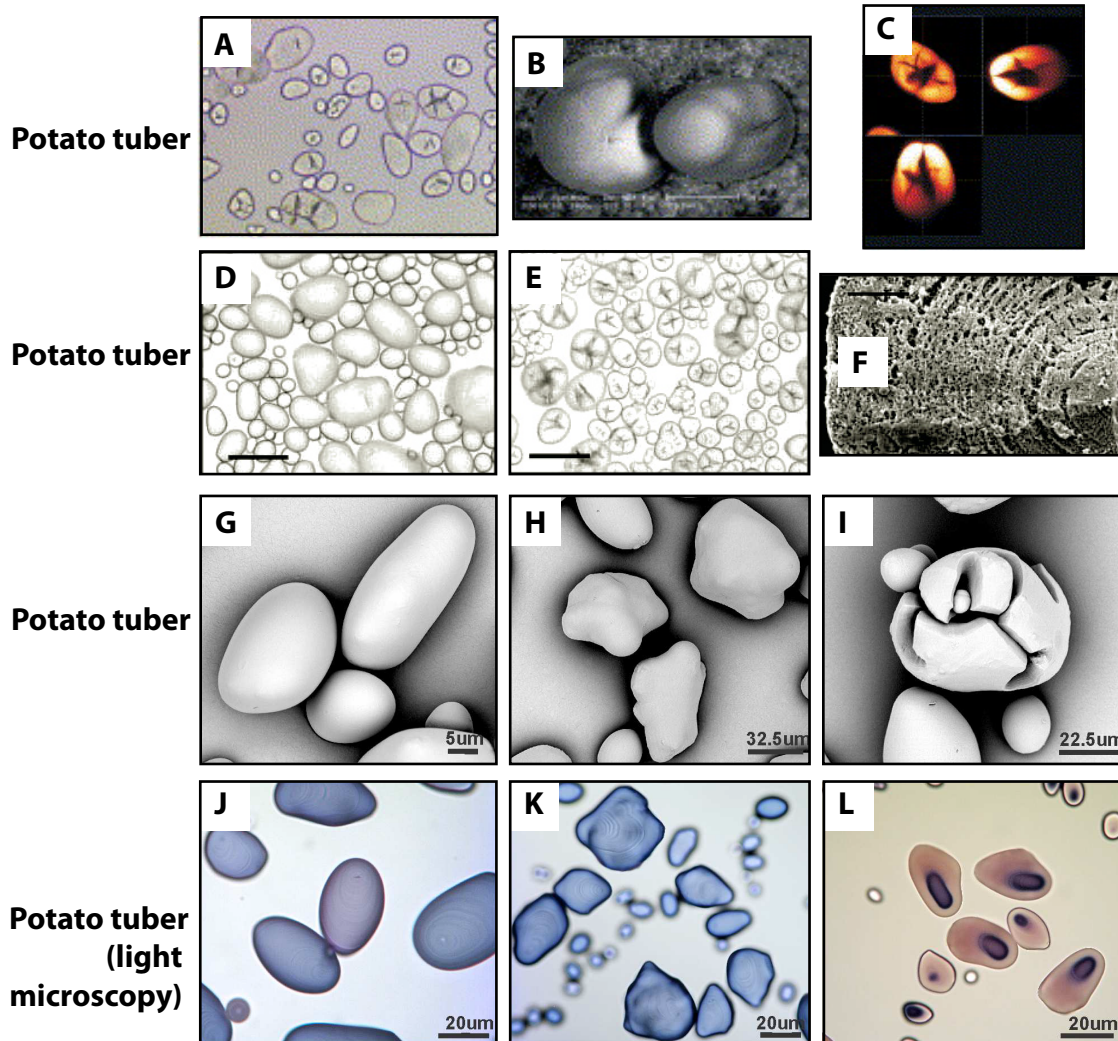 A
B
C
Potato tuber
D
E
F
Potato tuber
G
H
I
Potato tuber
5um
32.5um
22.5um
J
K
L
Potato tuber
(light
microscopy)
20um
20um
20um